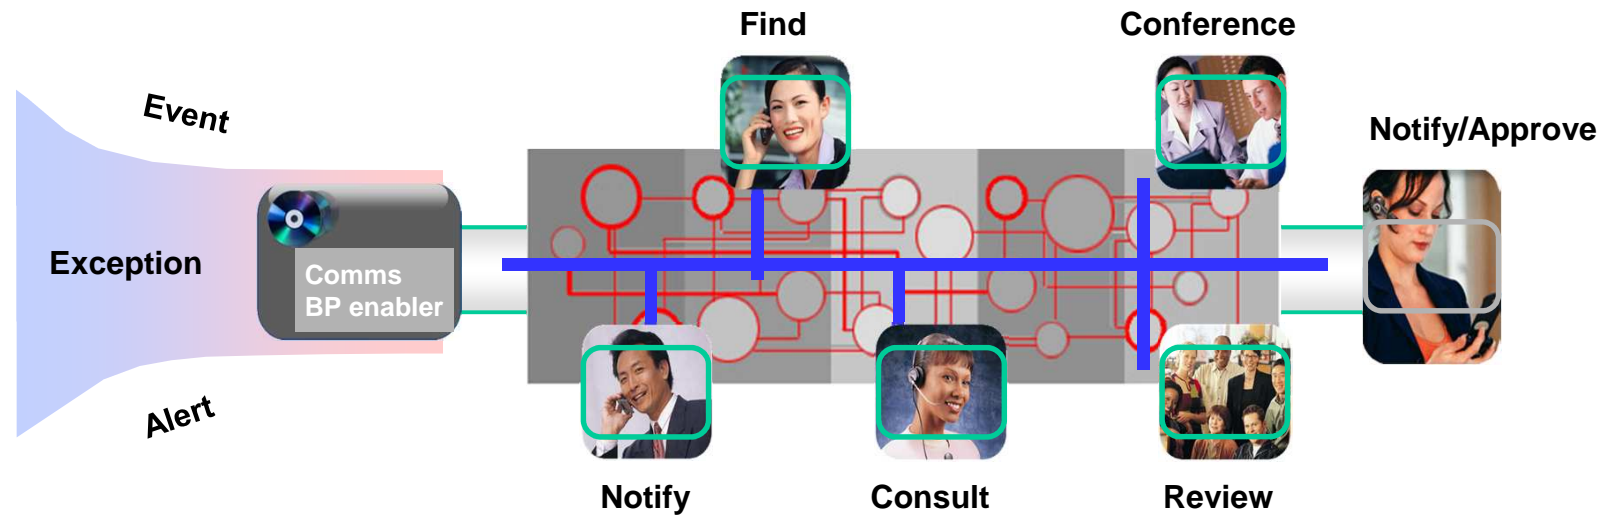 Find
Conference
Event
Notify/Approve
Exception
Comms
BP enabler
Alert
Notify
Consult
Review